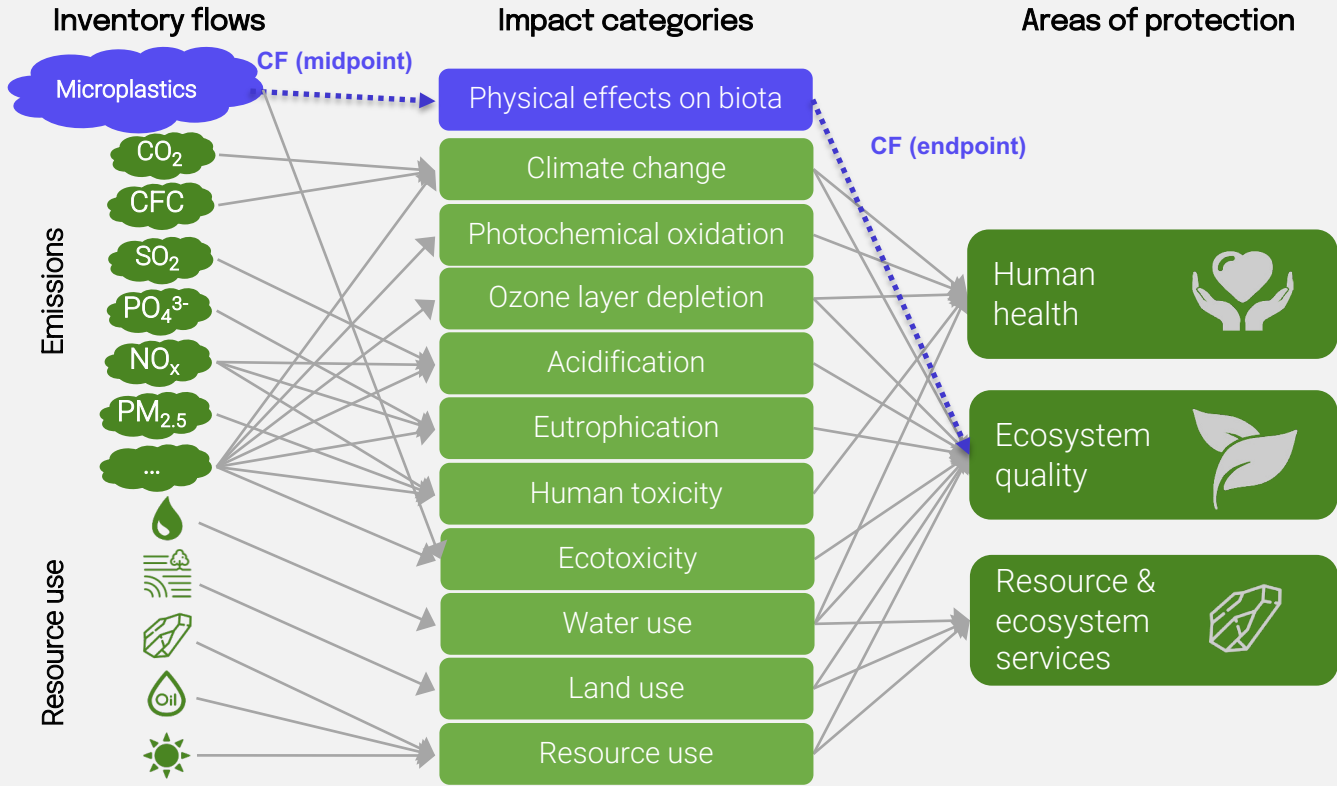 Inventory flows
Impact categories
Areas of protection
CF (midpoint)
Microplastics
Physical effects on biota
CF (endpoint)
Emissions
CO₂
CFC
SO₂
PO₄³⁻
NOₓ
PM₂.₅
...
Resource use
Oil
Climate change
Photochemical oxidation
Ozone layer depletion
Acidification
Eutrophication
Human toxicity
Ecotoxicity
Water use
Land use
Resource use
Human
health
Ecosystem
quality
Resource &
ecosystem
services